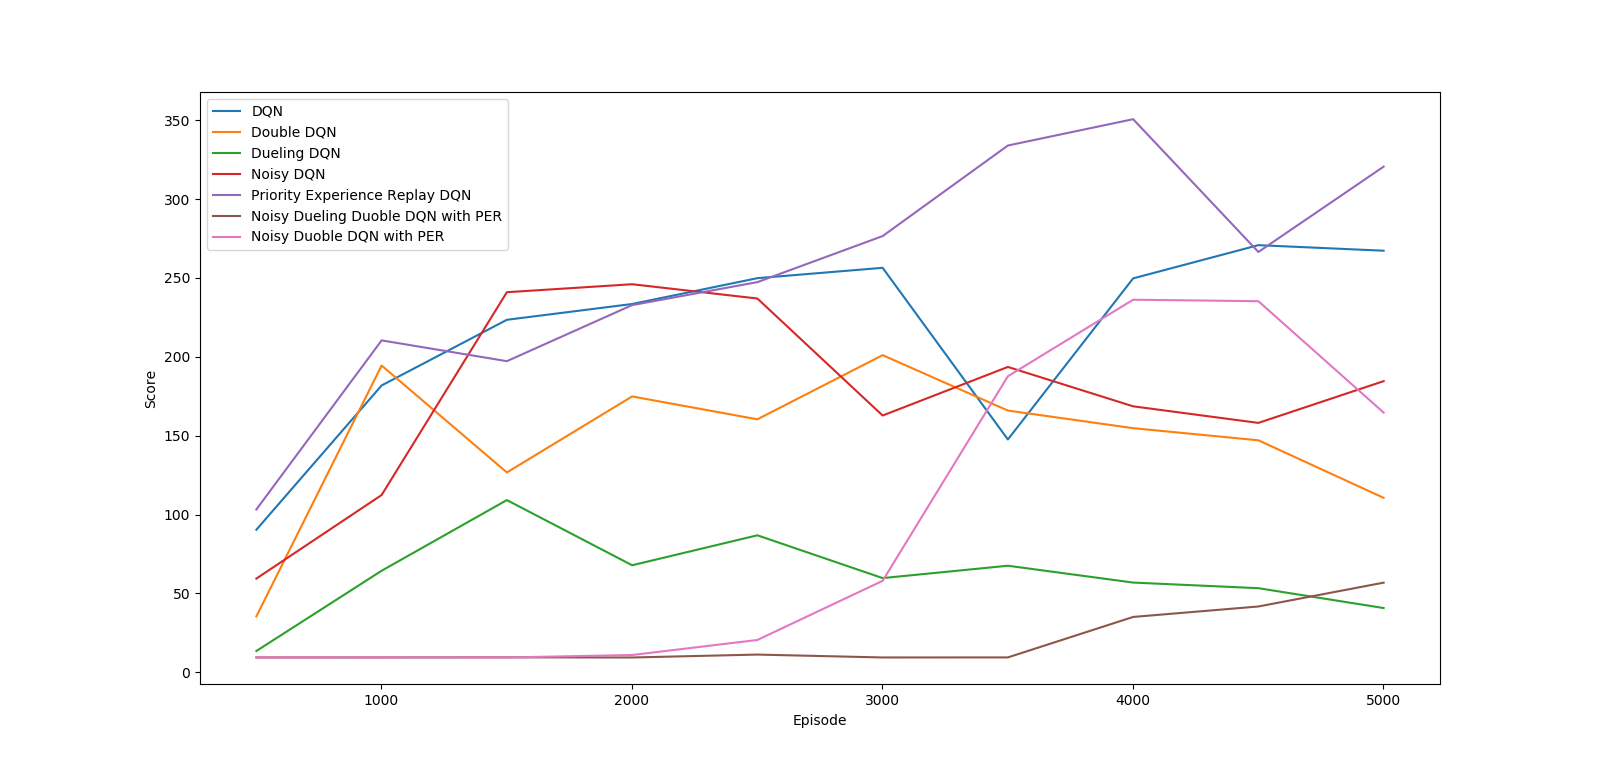 DQN
Double DQN
Dueling DQN
Noisy DQN
Priority Experience Replay DQN
Noisy Dueling Duoble DQN with PER
Noisy Duoble DQN with PER
350
300
250
200
150
100
50
0
Score
1000 2000 3000 4000 5000
Episode